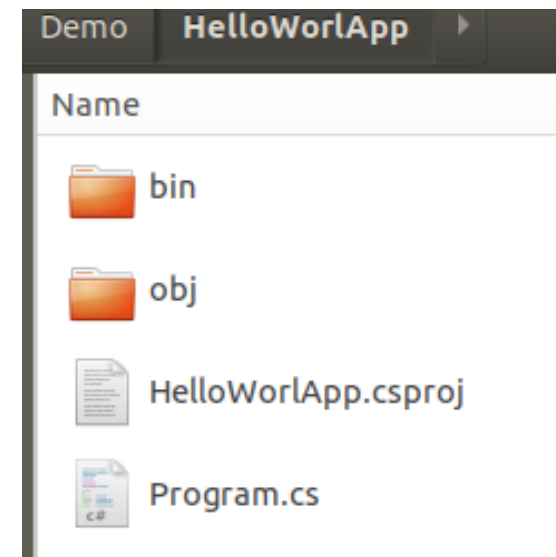 Demo HelloWorlApp
Name
bin
obj
HelloWorlApp.csproj
Program.cs
c#